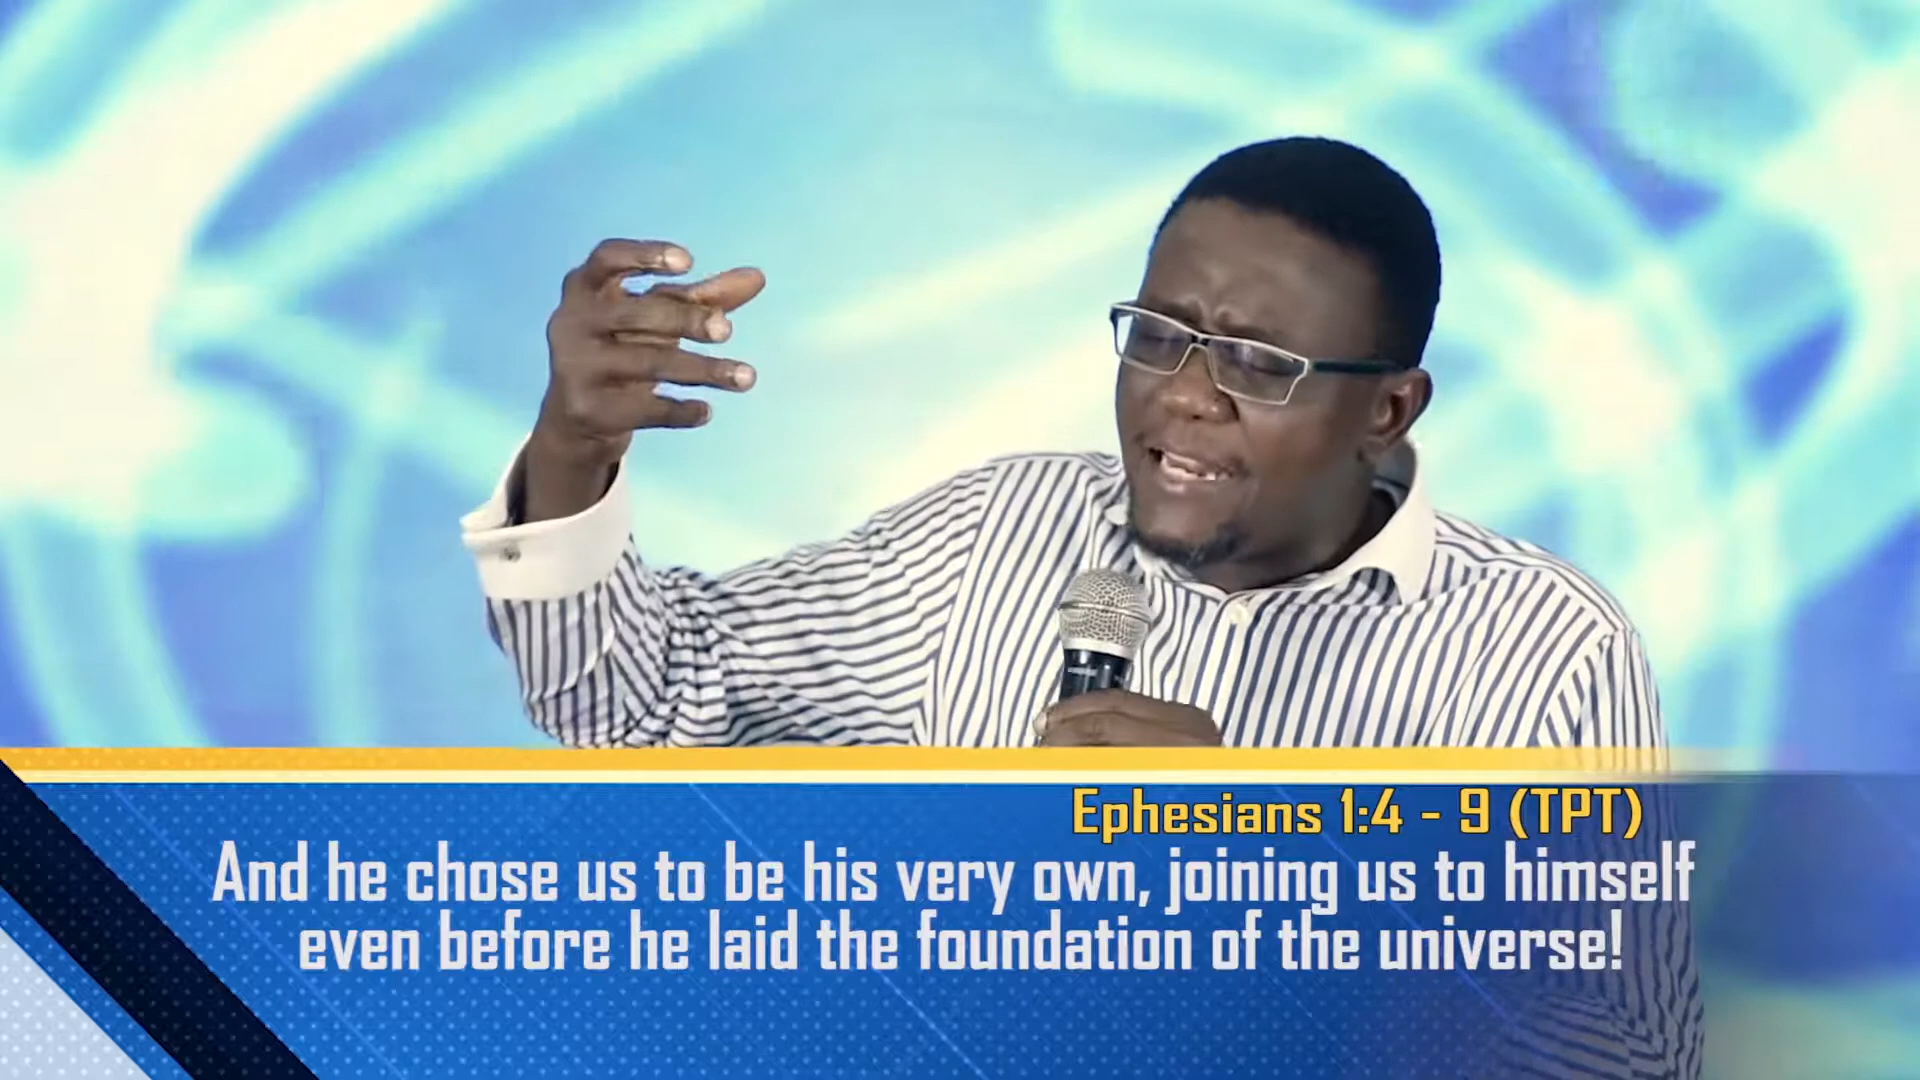 Ephesians 1:4 - 9 (TPT)
And he chose us to be his very own, joining us to himself
even before he laid the foundation of the universe!